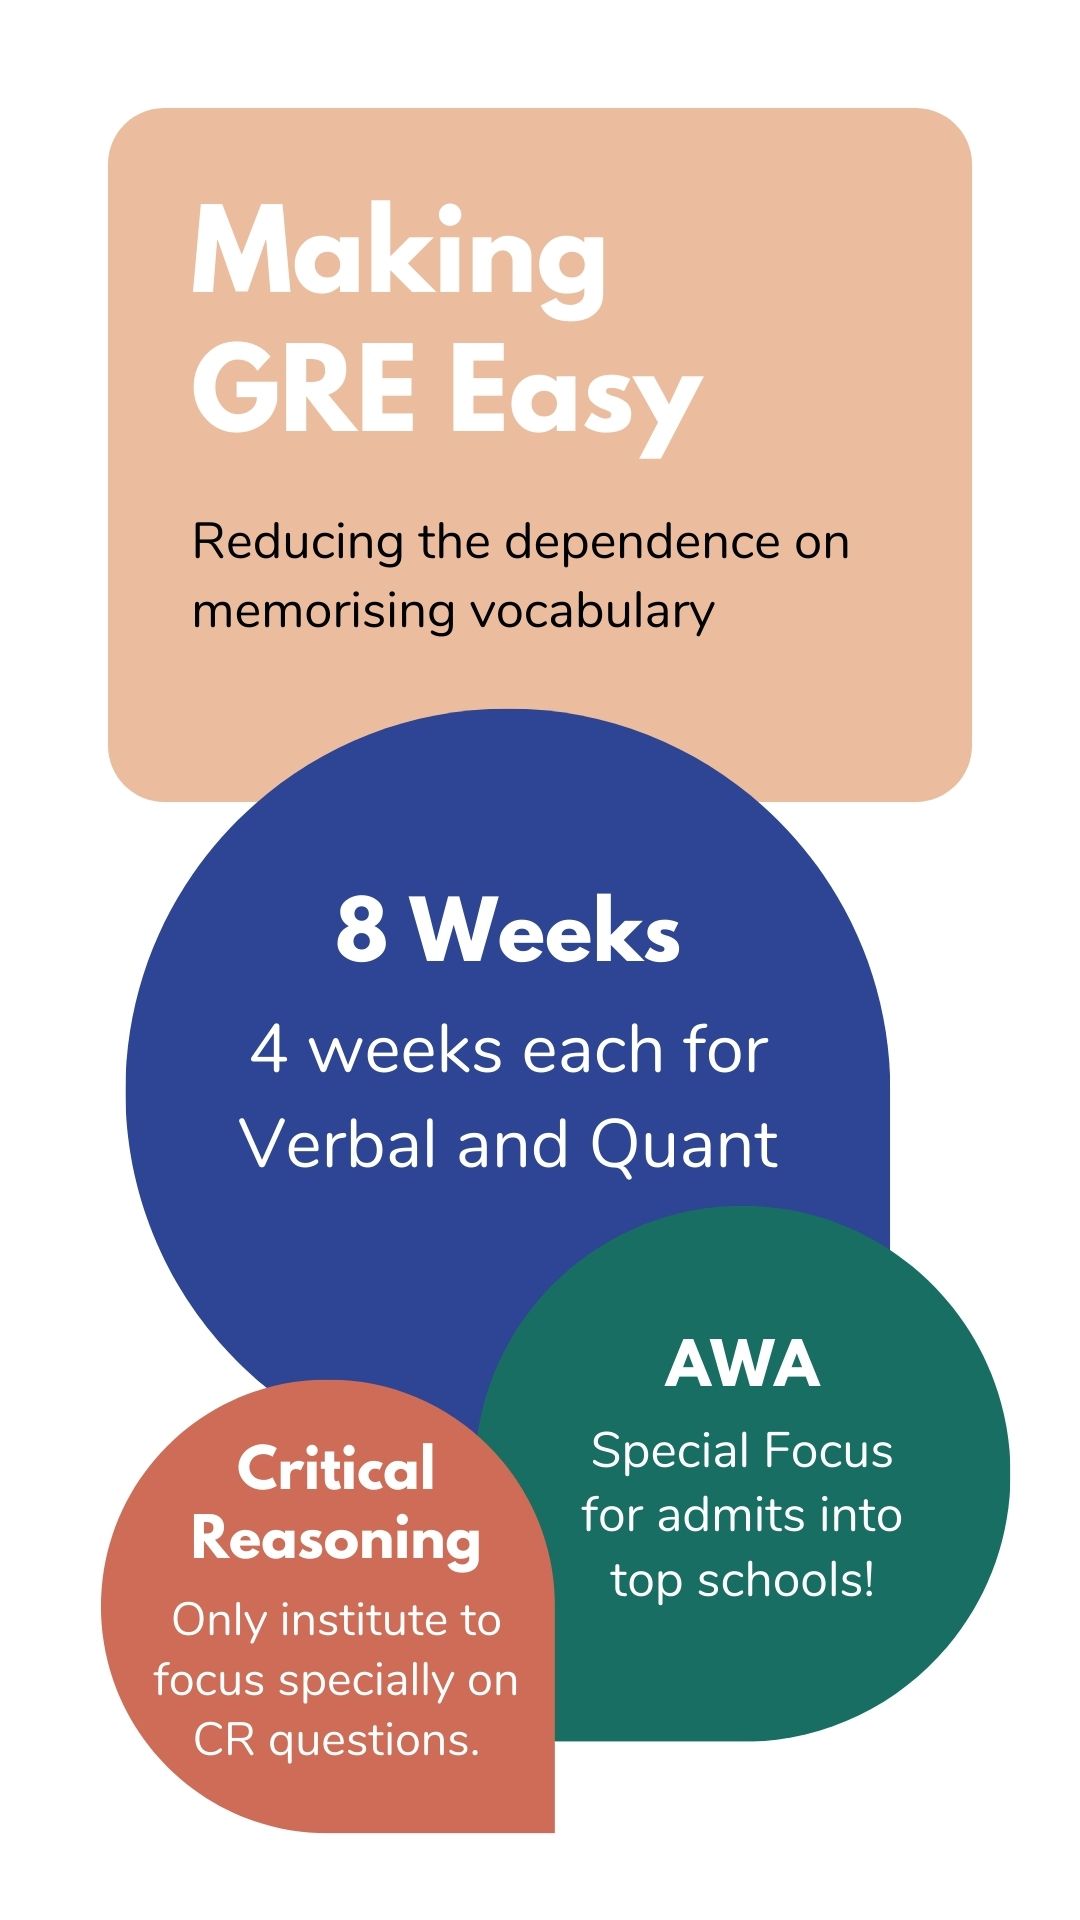 Making
GRE Easy
Reducing the dependence on
memorising vocabulary
8 Weeks
4 weeks each for
Verbal and Quant
AWA
Special Focus
for admits into
top schools!
Critical
Reasoning
Only institute to
focus specially on
CR questions.